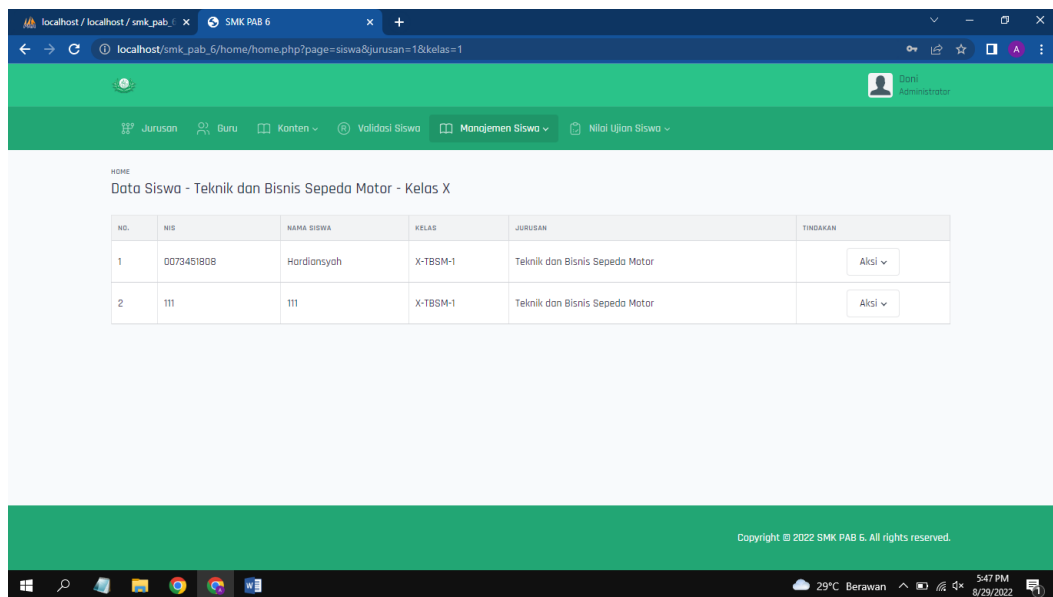 localhost / localhost / smk_pab_6 SMK PAB 6
localhost/smk_pab_6/home/home.php?page=siswa&jurusan=1&kelas=1 A
Doni
Administrator
Jurusan Guru Konten Validasi Siswa Manajemen Siswa Nilai Ujian Siswa
HOME
Data Siswa - Teknik dan Bisnis Sepeda Motor - Kelas X
NO. NIS NAMA SISWA KELAS JURUSAN TINDAKAN
1 0073451808 Hardiansyah X-TBSM-1 Teknik dan Bisnis Sepeda Motor Aksi
2 111 111 X-TBSM-1 Teknik dan Bisnis Sepeda Motor Aksi
Copyright © 2022 SMK PAB 6. All rights reserved.
29°C Berawan 5:47 PM
8/29/2022